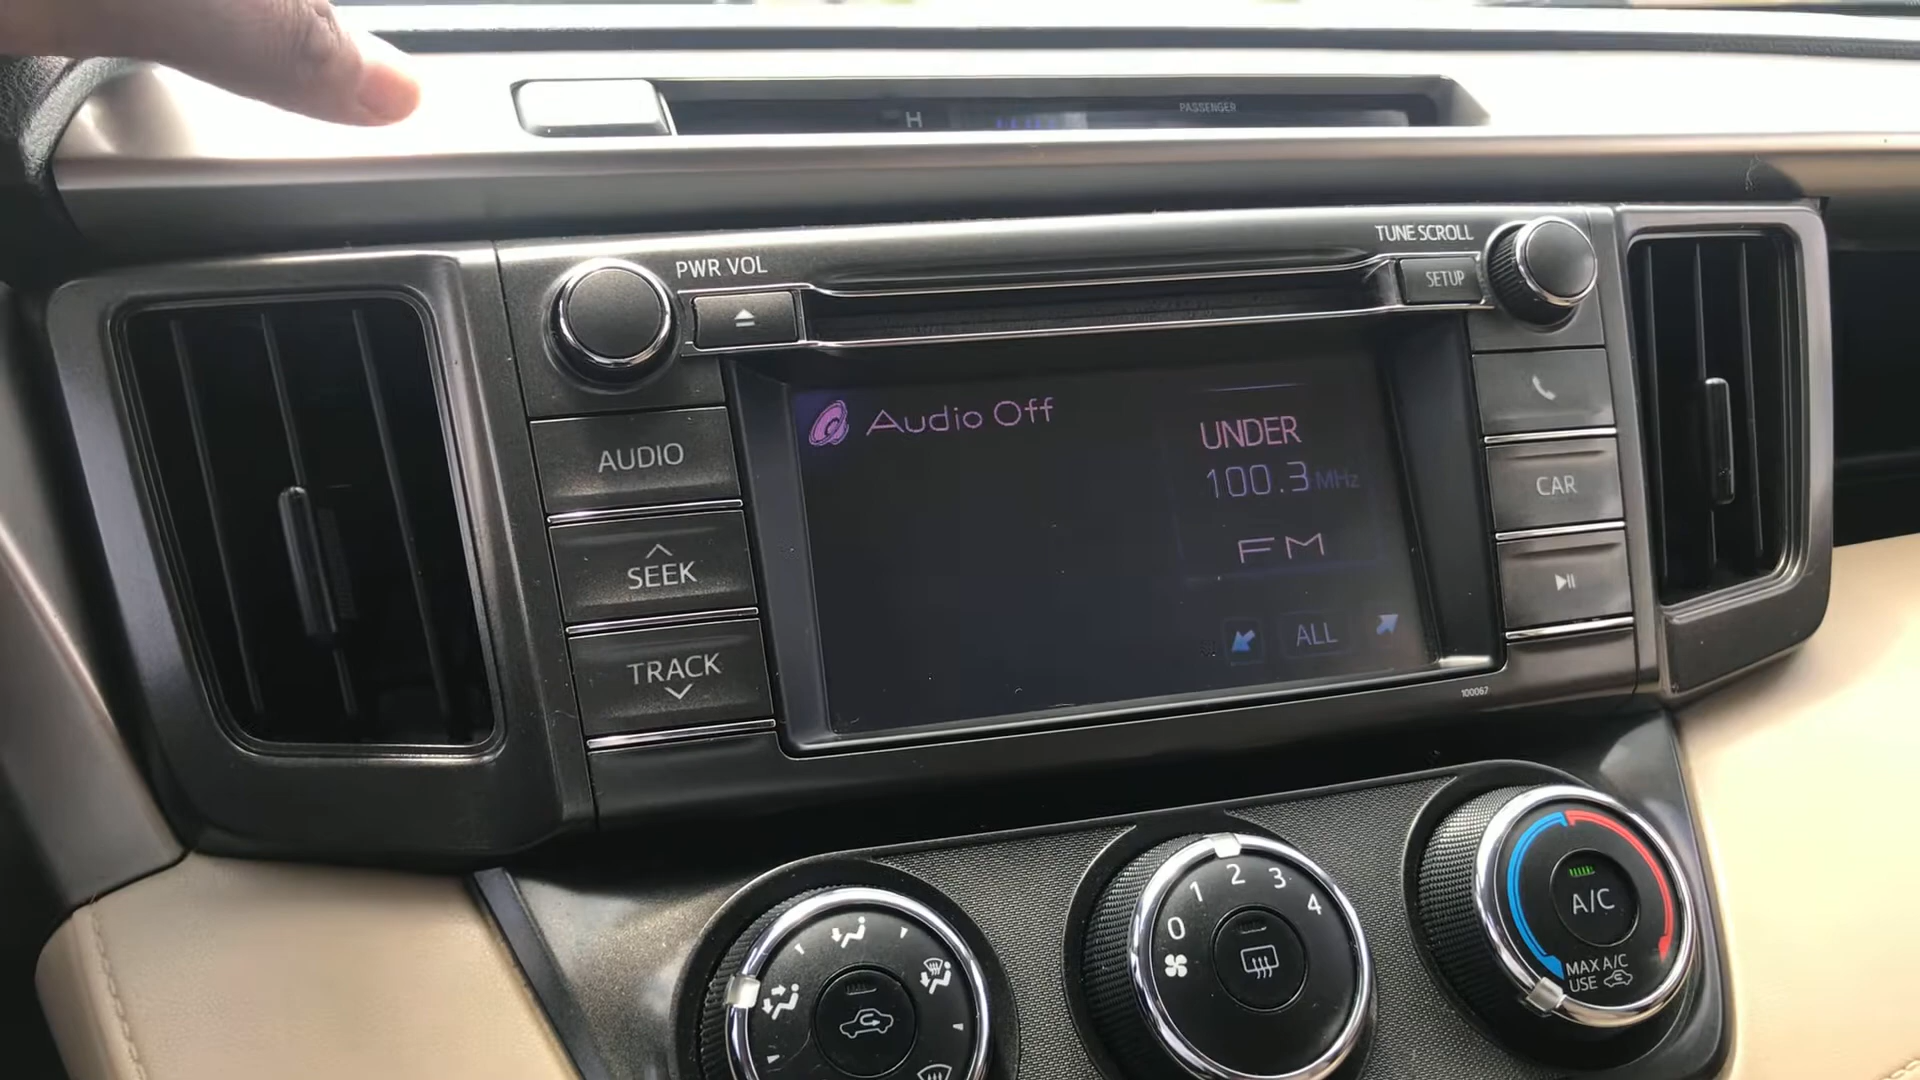 H
PASSENGER
TUNE SCROLL
PWR VOL
SETUP
Audio Off
UNDER
100.3 MHz
FM
ALL
AUDIO
SEEK
TRACK
CAR
100067
0 1 2 3 4
A/C
MAX A/C
USE